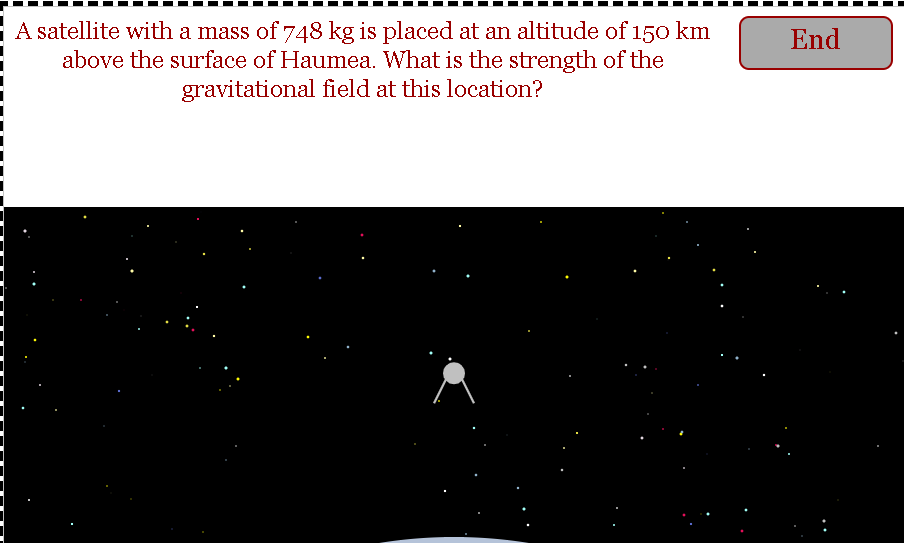 A satellite with a mass of 748 kg is placed at an altitude of 150 km
above the surface of Haumea. What is the strength of the
gravitational field at this location?
End